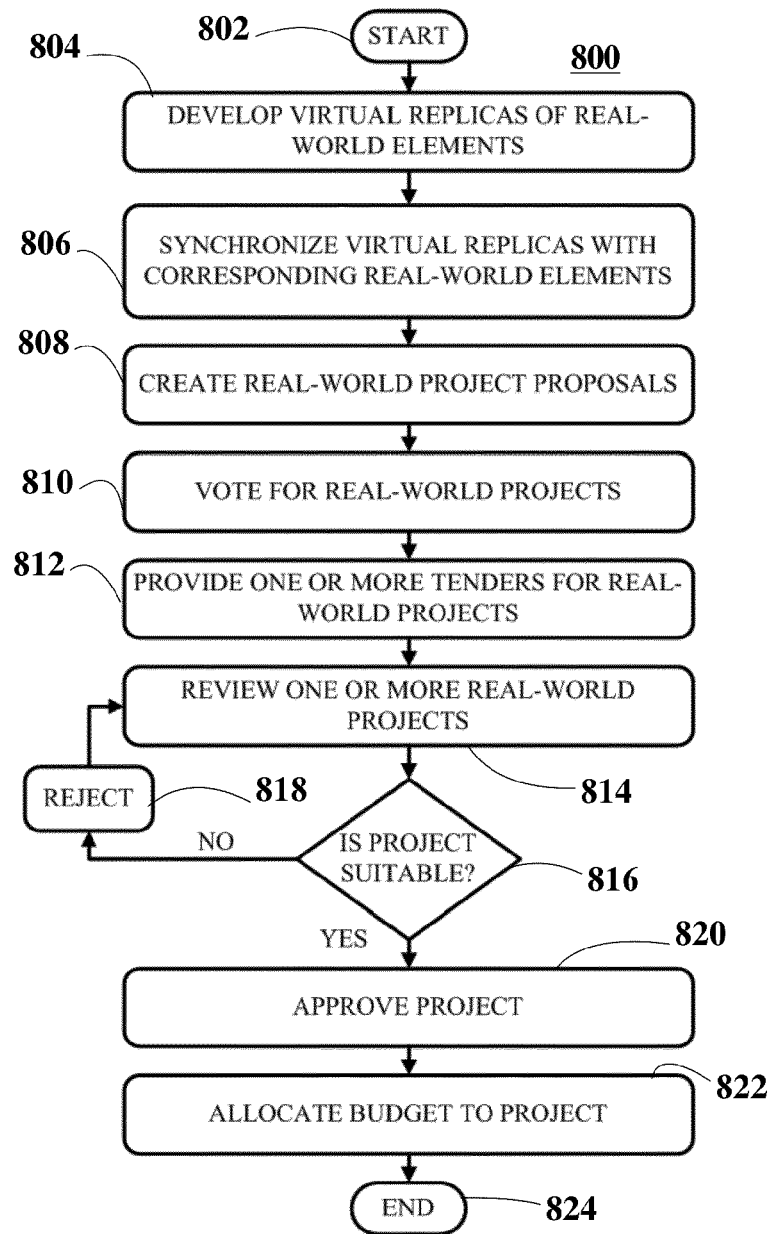 802
START
800
804
DEVELOP VIRTUAL REPLICAS OF REAL-
WORLD ELEMENTS
806
SYNCHRONIZE VIRTUAL REPLICAS WITH
CORRESPONDING REAL-WORLD ELEMENTS
808
CREATE REAL-WORLD PROJECT PROPOSALS
810
VOTE FOR REAL-WORLD PROJECTS
812
PROVIDE ONE OR MORE TENDERS FOR REAL-
WORLD PROJECTS
REVIEW ONE OR MORE REAL-WORLD
PROJECTS
814
REJECT
818
NO
IS PROJECT
SUITABLE?
816
YES
820
APPROVE PROJECT
822
ALLOCATE BUDGET TO PROJECT
END
824